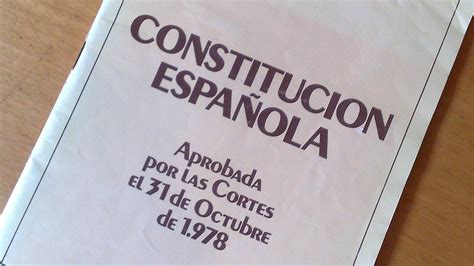 CONSTITUCION
ESPAÑOLA
APROBADA
POR LAS CORTES
EL 31 DE OCTUBRE
DE 1.978